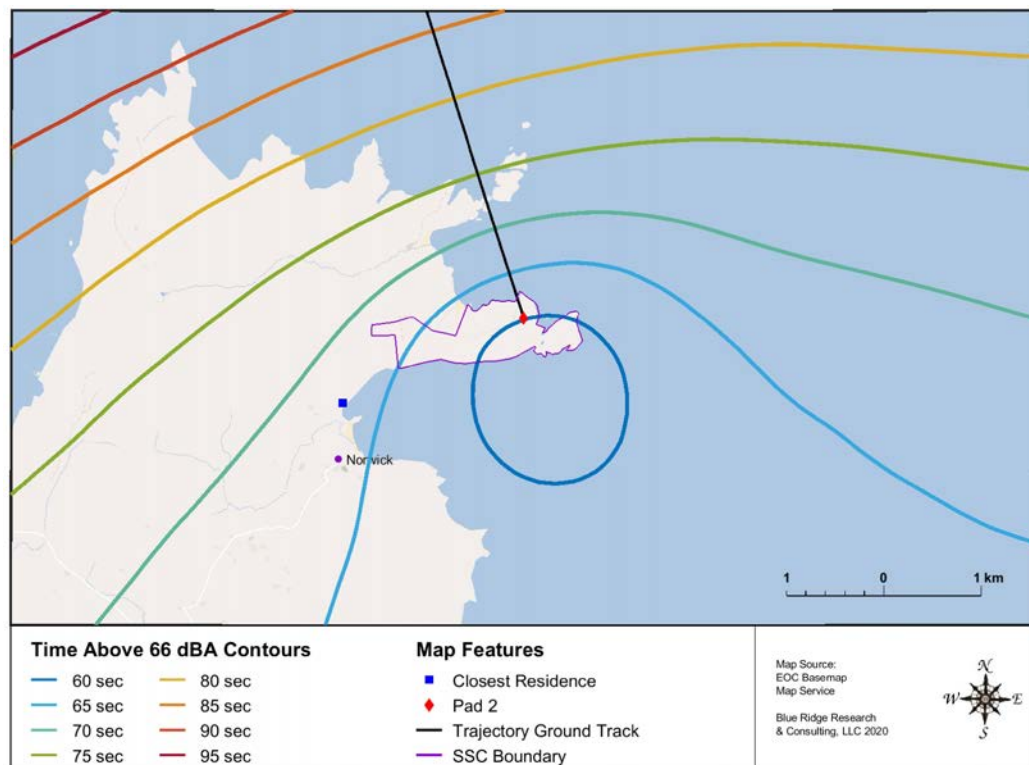 Norwick
1 0 1 km
Time Above 66 dBA Contours
60 sec
65 sec
70 sec
75 sec
80 sec
85 sec
90 sec
95 sec
Map Features
Closest Residence
Pad 2
Trajectory Ground Track
SSC Boundary
Map Source:
EOC Basemap
Map Service
Blue Ridge Research
& Consulting, LLC 2020
N
W E
S